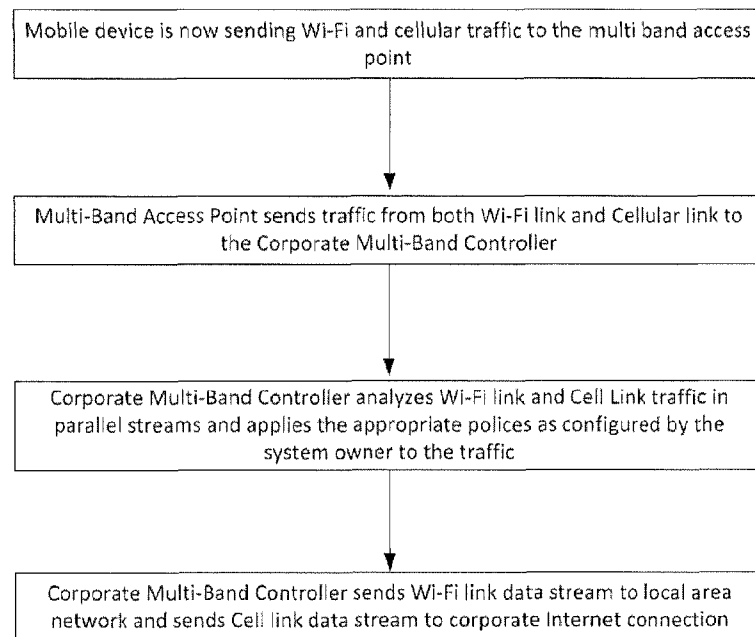 Mobile device is now sending Wi-Fi and cellular traffic to the multi band access
point
Multi-Band Access Point sends traffic from both Wi-Fi link and Cellular link to
the Corporate Multi-Band Controller
Corporate Multi-Band Controller analyzes Wi-Fi link and Cell Link traffic in
parallel streams and applies the appropriate polices as configured by the
system owner to the traffic
Corporate Multi-Band Controller sends Wi-Fi link data stream to local area
network and sends Cell link data stream to corporate Internet connection